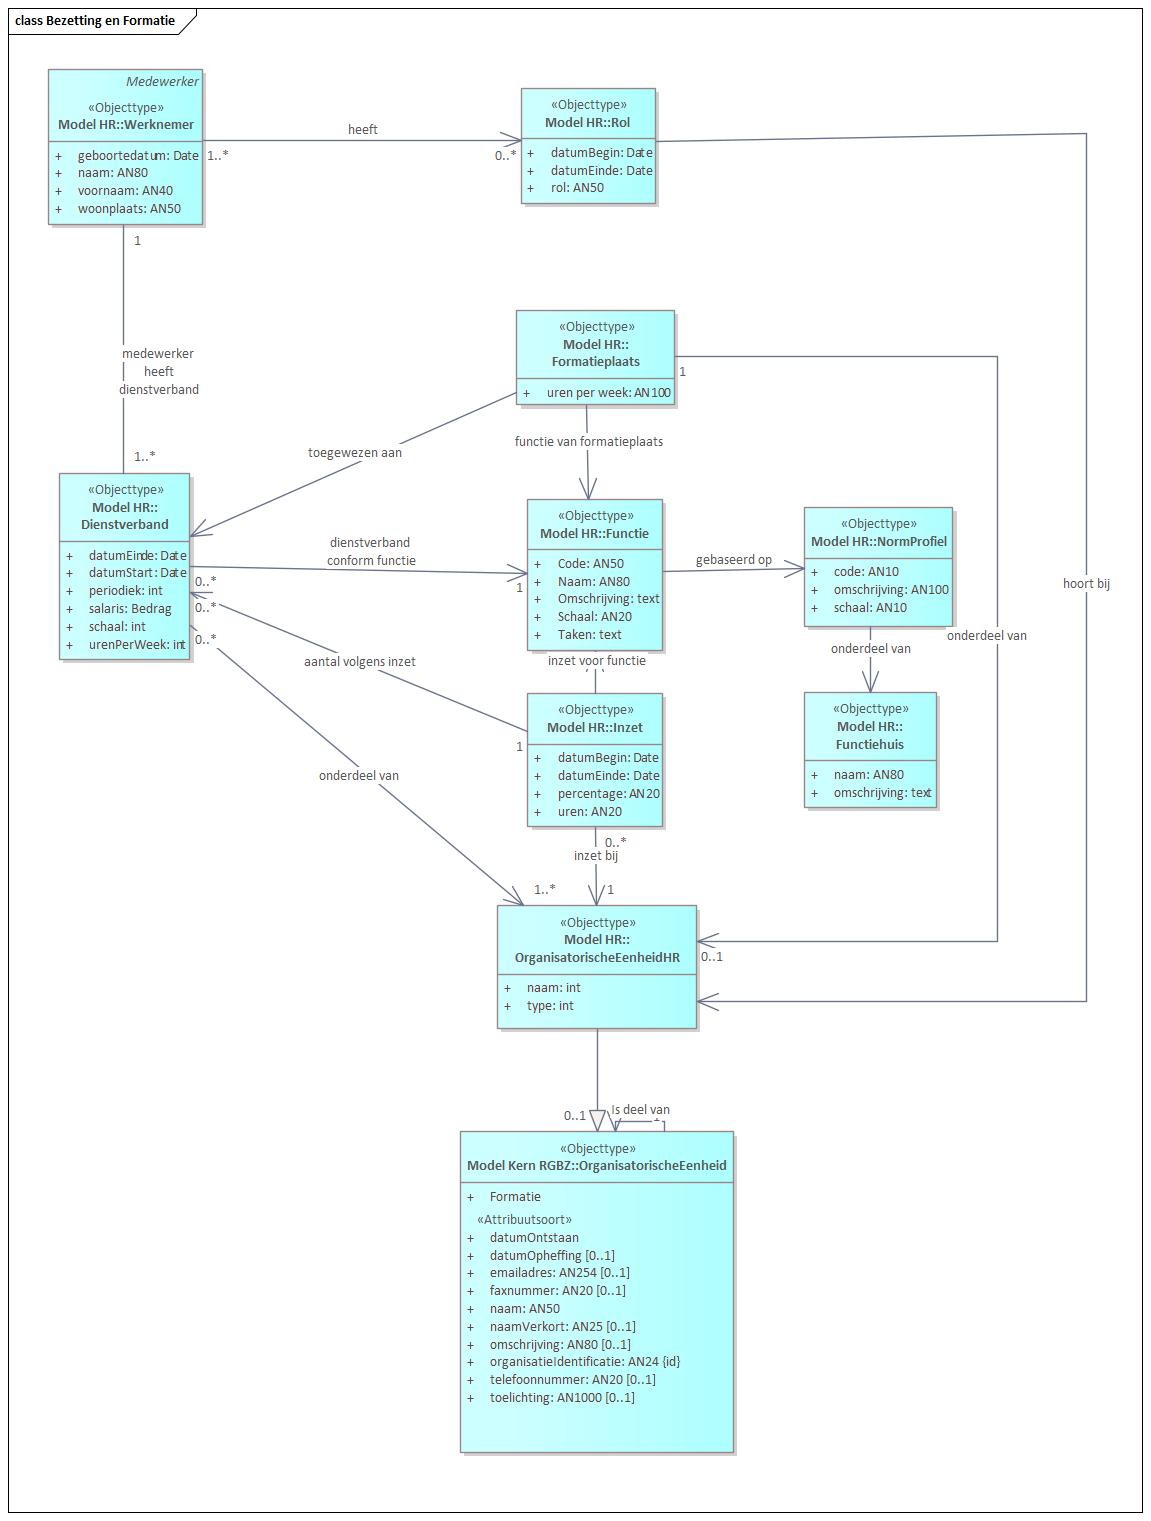 class Bezetting en Formatie
Medewerker
«Objecttype»
Model HR::Werknemer
+ geboortedatum: Date
+ naam: AN80
+ voornaam: AN40
+ woonplaats: AN50
heeft
1..*
0..*
«Objecttype»
Model HR::Rol
+ datumBegin: Date
+ datumEinde: Date
+ rol: AN50
1
medewerker
heeft
dienstverband
1..*
«Objecttype»
Model HR::
Formatieplaats
+ uren per week: AN100
1
toegewezen aan
functie van formatieplaats
«Objecttype»
Model HR::
Dienstverband
+ datumEinde: Date
+ datumStart: Date
+ periodiek: int
+ salaris: Bedrag
+ schaal: int
+ urenPerWeek: int
dienstverband
conform functie
0..*
1
0..*
0..*
«Objecttype»
Model HR::Functie
+ Code: AN50
+ Naam: AN80
+ Omschrijving: text
+ Schaal: AN20
+ Taken: text
gebaseerd op
«Objecttype»
Model HR::NormProfiel
+ code: AN10
+ omschrijving: AN100
+ schaal: AN10
hoort bij
onderdeel van
onderdeel van
inzet voor functie
aantal volgens inzet
1
«Objecttype»
Model HR::Inzet
+ datumBegin: Date
+ datumEinde: Date
+ percentage: AN20
+ uren: AN20
«Objecttype»
Model HR::
Functiehuis
+ naam: AN80
+ omschrijving: text
onderdeel van
0..*
inzet bij
1..*
1
«Objecttype»
Model HR::
OrganisatorischeEenheidHR
+ naam: int
+ type: int
0..1
0..1
Is deel van
«Objecttype»
Model Kern RGBZ::OrganisatorischeEenheid
+ Formatie
«Attribuutsoort»
+ datumOntstaan
+ datumOpheffing [0..1]
+ emailadres: AN254 [0..1]
+ faxnummer: AN20 [0..1]
+ naam: AN50
+ naamVerkort: AN25 [0..1]
+ omschrijving: AN80 [0..1]
+ organisatieIdentificatie: AN24 {id}
+ telefoonnummer: AN20 [0..1]
+ toelichting: AN1000 [0..1]